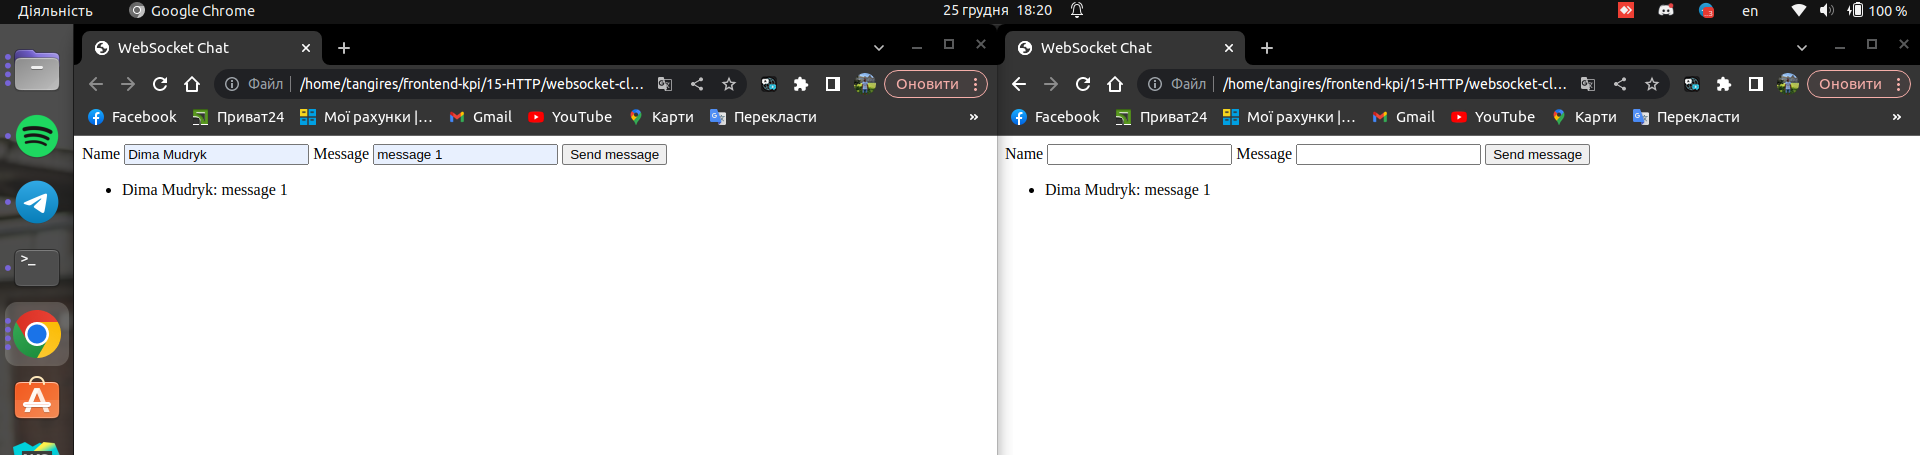 Діяльність Google Chrome 25 грудня 18:20 en 100 %
WebSocket Chat
Файл /home/tangires/frontend-kpi/15-HTTP/websocket-cl... Оновити
Facebook Приват24 Мої рахунки |... Gmail YouTube Карти Перекласти »
Name Dima Mudryk Message message 1 Send message
• Dima Mudryk: message 1
WebSocket Chat
Файл /home/tangires/frontend-kpi/15-HTTP/websocket-cl... Оновити
Facebook Приват24 Мої рахунки |... Gmail YouTube Карти Перекласти »
Name Message Send message
• Dima Mudryk: message 1